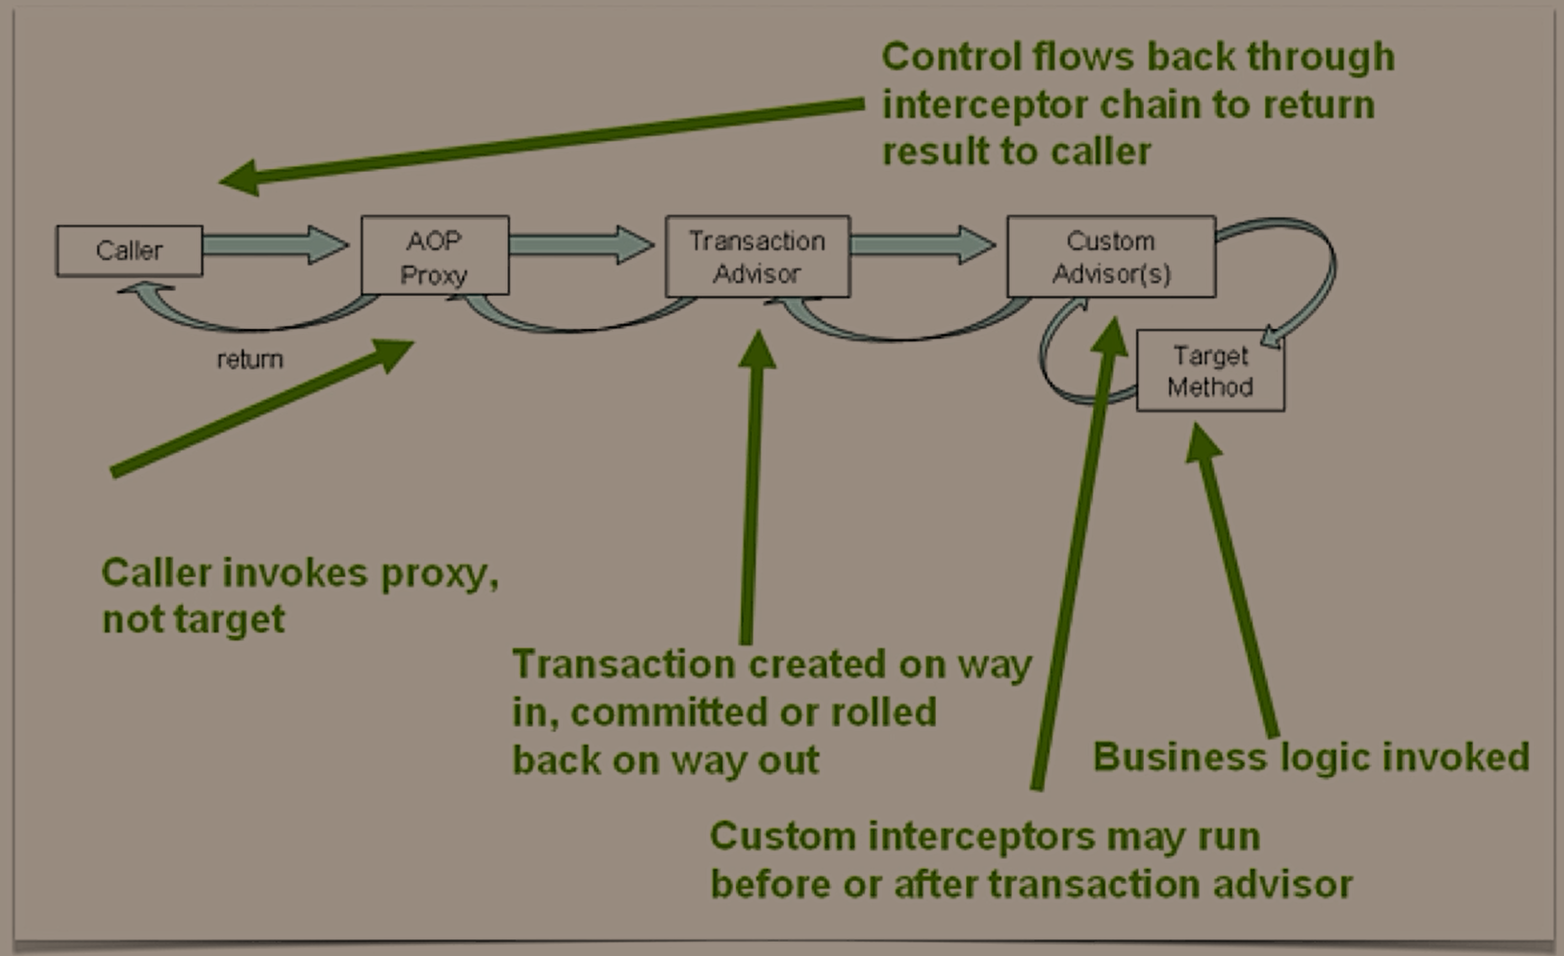 Control flows back through
interceptor chain to return
result to caller
Caller
AOP
Proxy
Transaction
Advisor
Custom
Advisor(s)
return
Target
Method
Caller invokes proxy,
not target
Transaction created on way
in, committed or rolled
back on way out
Business logic invoked
Custom interceptors may run
before or after transaction advisor